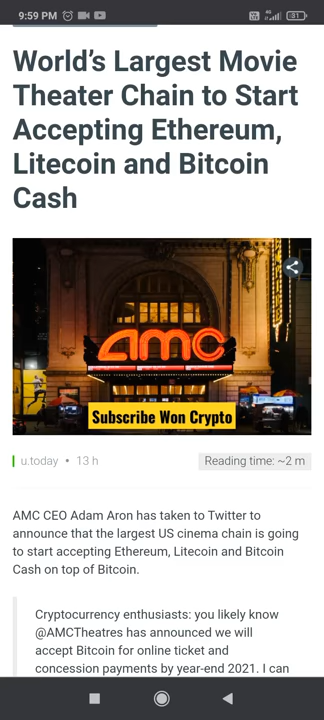 9:59 PM
81
World's Largest Movie
Theater Chain to Start
Accepting Ethereum,
Litecoin and Bitcoin
Cash
amc
Subscribe Won Crypto
u.today • 13 h
Reading time: ~2 m
AMC CEO Adam Aron has taken to Twitter to
announce that the largest US cinema chain is going
to start accepting Ethereum, Litecoin and Bitcoin
Cash on top of Bitcoin.
Cryptocurrency enthusiasts: you likely know
@AMCTheatres has announced we will
accept Bitcoin for online ticket and
concession payments by year-end 2021. I can